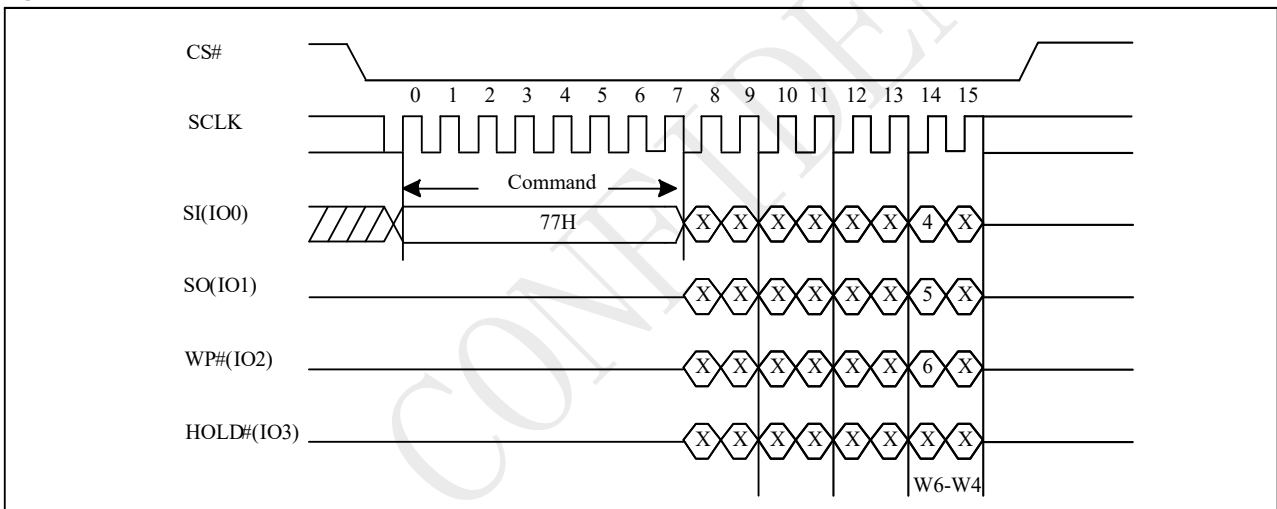 CS#
0 1 2 3 4 5 6 7 8 9 10 11 12 13 14 15
SCLK
Command
SI(IO0) 77H X X X X X X 4 X
SO(IO1) X X X X X X 5 X
WP#(IO2) X X X X X X 6 X
HOLD#(IO3) X X X X X X X X
W6-W4
CONFIDEN